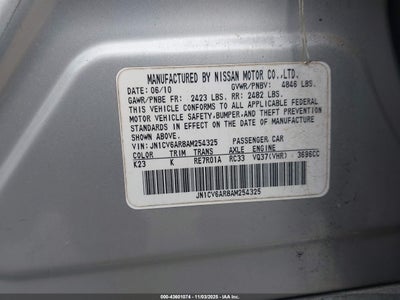 MANUFACTURED BY NISSAN MOTOR CO.,LTD.
DATE: 06/10 GVWR/PNBV: 4846 LBS.
GAWR/PNBE FR: 2423 LBS. RR: 2482 LBS.
THIS VEHICLE CONFORMS TO ALL APPLICABLE FEDERAL
MOTOR VEHICLE SAFETY, BUMPER, AND THEFT PREVENTION
STANDARDS IN EFFECT ON THE DATE OF MANUFACTURE
SHOWN ABOVE.
VIN: JN1CV6AR8AM254325 PASSENGER CAR
COLOR TRIM TRANS AXLE ENGINE
K23 K RE7R01A RC33 VQ37(VHR) 3696CC
JN1CV6AR8AM254325
000-43601074 - 11/03/2025 - IAA Inc.